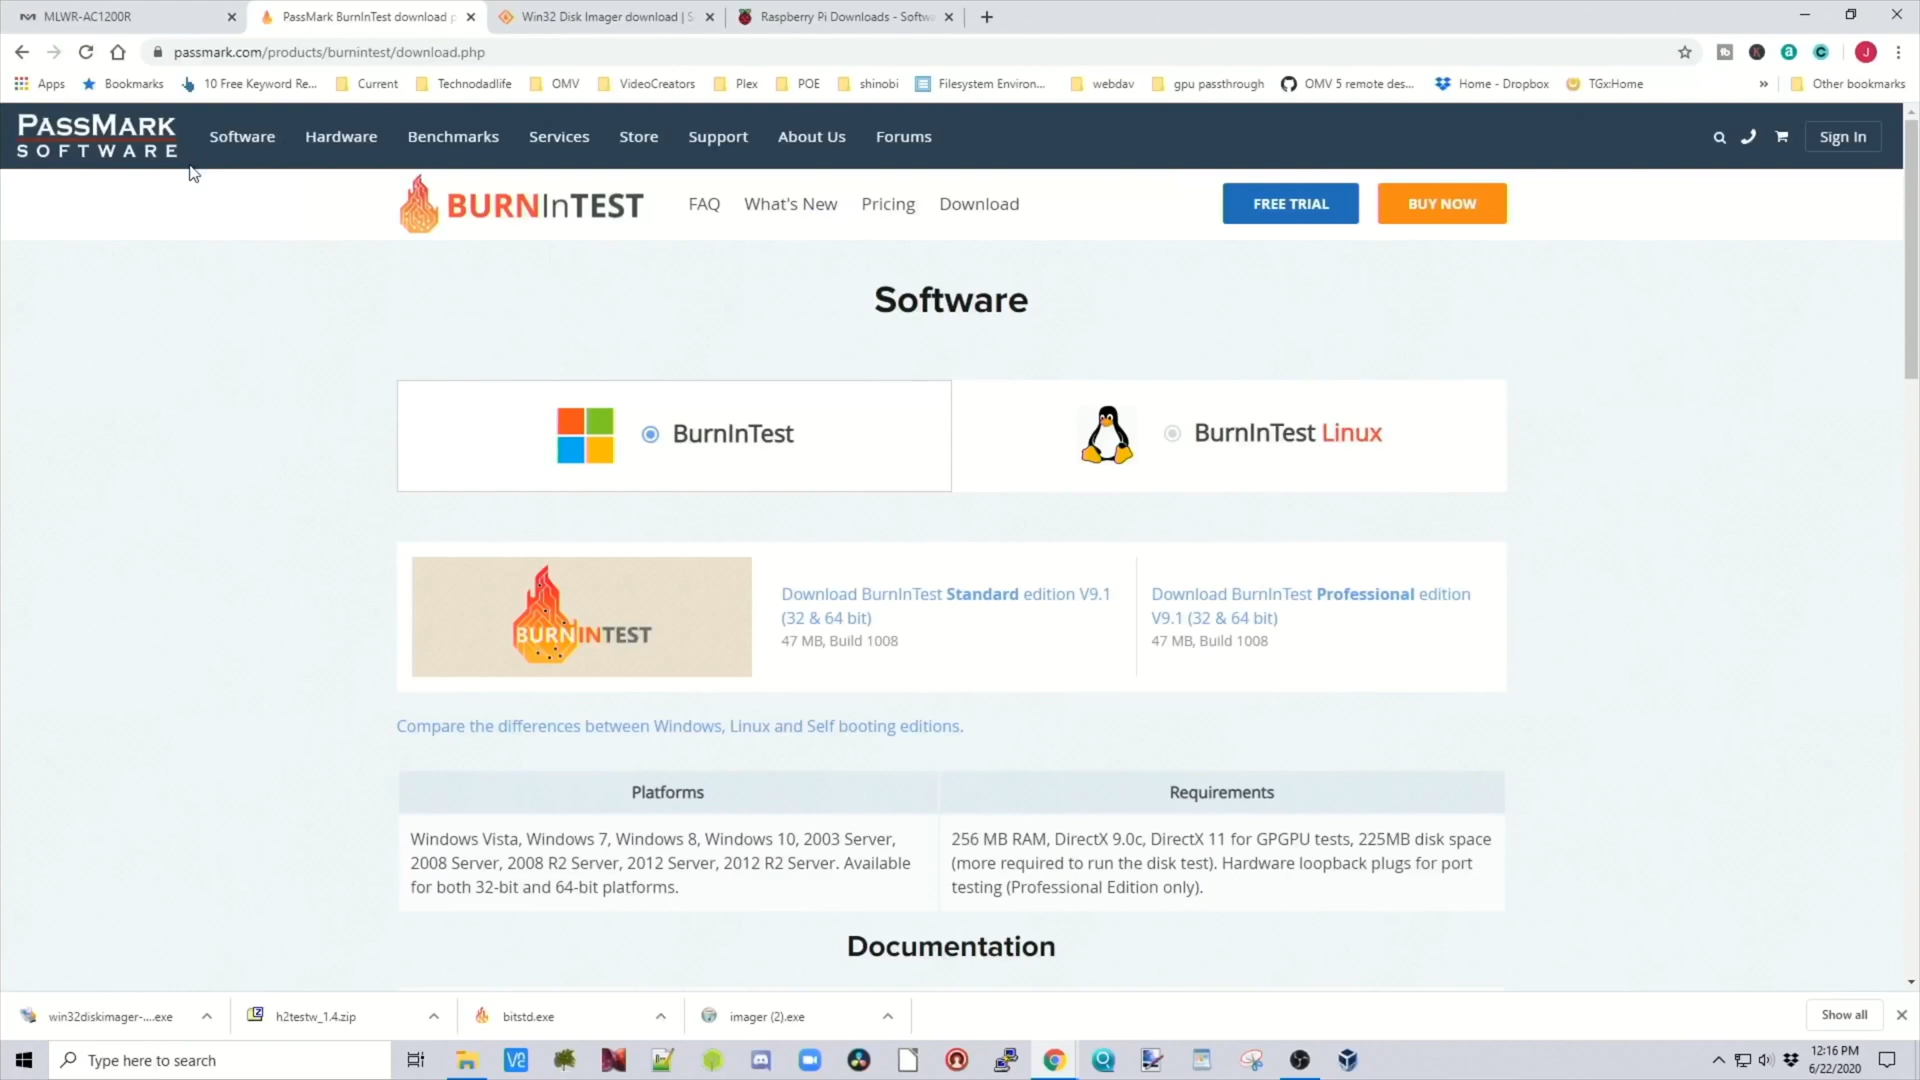 MLWR-AC1200R
PassMark BurnInTest download p
Win32 Disk Imager download | S
Raspberry Pi Downloads - Softw
passmark.com/products/burnintest/download.php
Apps
Bookmarks
10 Free Keyword Re...
Current
Technodadlife
OMV
VideoCreators
Plex
POE
shinobi
Filesystem Environ...
webdav
gpu passthrough
OMV 5 remote des...
Home - Dropbox
TGx:Home
Other bookmarks
PASSMARK
SOFTWARE
Software
Hardware
Benchmarks
Services
Store
Support
About Us
Forums
Sign In
BURNInTEST
FAQ
What's New
Pricing
Download
FREE TRIAL
BUY NOW
Software
BurnInTest
BurnInTest Linux
BURNINTEST
Download BurnInTest Standard edition V9.1
(32 & 64 bit)
47 MB, Build 1008
Download BurnInTest Professional edition
V9.1 (32 & 64 bit)
47 MB, Build 1008
Compare the differences between Windows, Linux and Self booting editions.
Platforms
Requirements
Windows Vista, Windows 7, Windows 8, Windows 10, 2003 Server,
2008 Server, 2008 R2 Server, 2012 Server, 2012 R2 Server. Available
for both 32-bit and 64-bit platforms.
256 MB RAM, DirectX 9.0c, DirectX 11 for GPGPU tests, 225MB disk space
(more required to run the disk test). Hardware loopback plugs for port
testing (Professional Edition only).
Documentation
win32diskimager-....exe
h2testw_1.4.zip
bitstd.exe
imager (2).exe
Show all
Type here to search
12:16 PM
6/22/2020